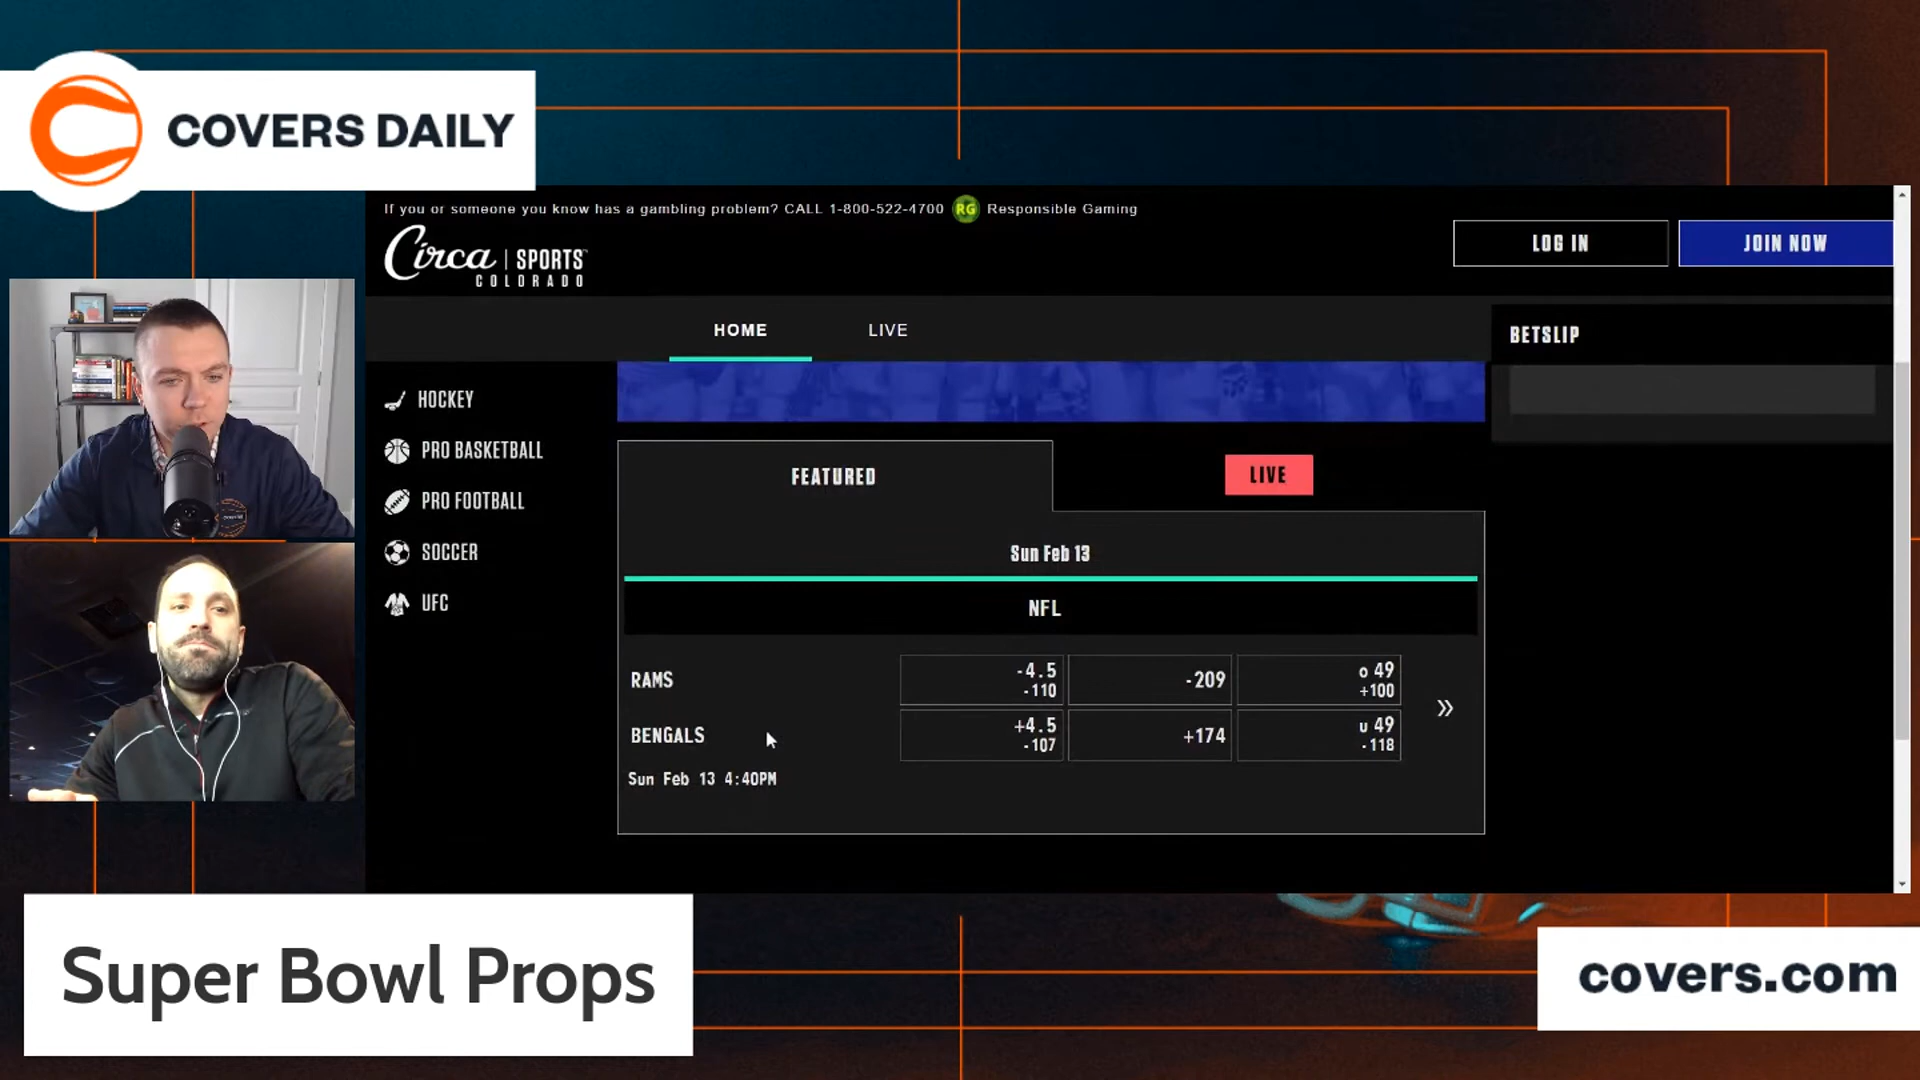 COVERS DAILY
If you or someone you know has a gambling problem? CALL 1-800-522-4700 RG Responsible Gaming
Circa | SPORTS
COLORADO
LOG IN
JOIN NOW
HOME
LIVE
BETSLIP
HOCKEY
PRO BASKETBALL
PRO FOOTBALL
SOCCER
UFC
FEATURED
LIVE
Sun Feb 13
NFL
RAMS
-4.5
-110
-209
o 49
+100
»
BENGALS
+4.5
-107
+174
u 49
-118
Sun Feb 13 4:40PM
Super Bowl Props
covers.com